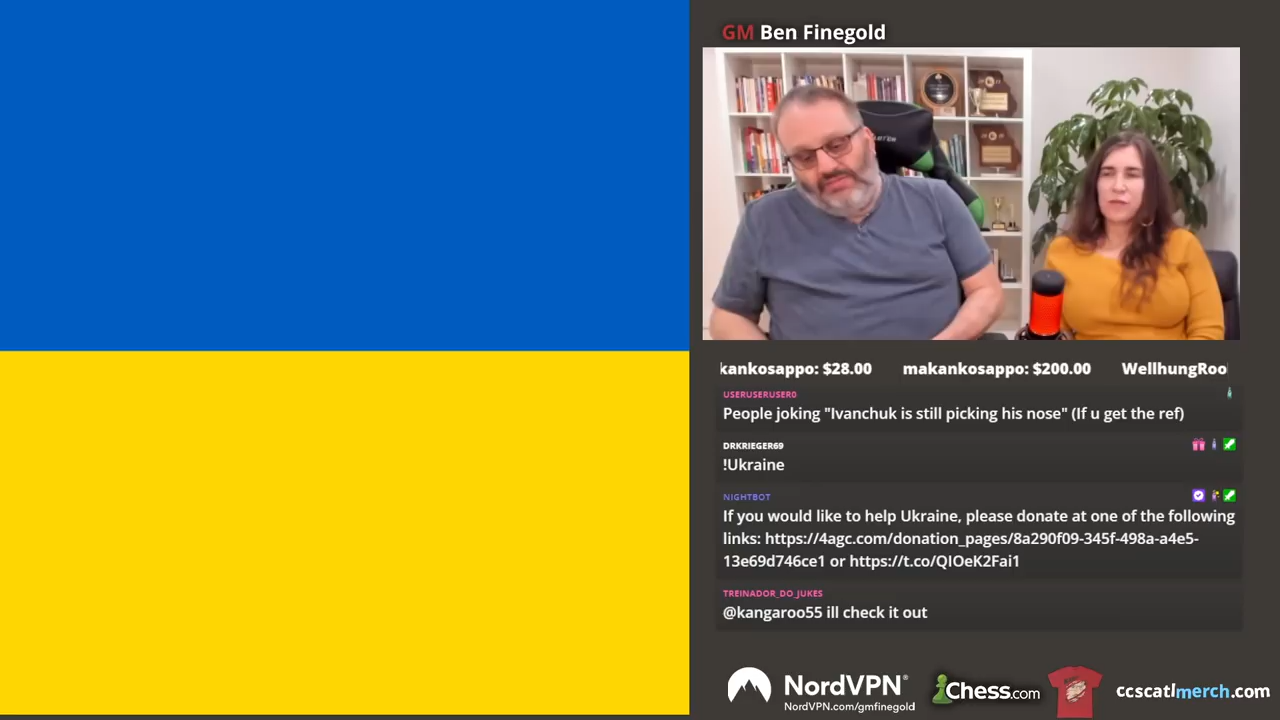 GM Ben Finegold
kankosappo: $28.00 makankosappo: $200.00 WellhungRoo
USERUSERUSER0
People joking "Ivanchuk is still picking his nose" (If u get the ref)
DRKRIEGER69
!Ukraine
NIGHTBOT
If you would like to help Ukraine, please donate at one of the following
links: https://4agc.com/donation_pages/8a290f09-345f-498a-a4e5-
13e69d746ce1 or https://t.co/QIOeK2Fai1
TREINADOR_DO_JUKES
@kangaroo55 ill check it out
NordVPN®
NordVPN.com/gmfinegold
Chess.com
ccscatlmerch.com